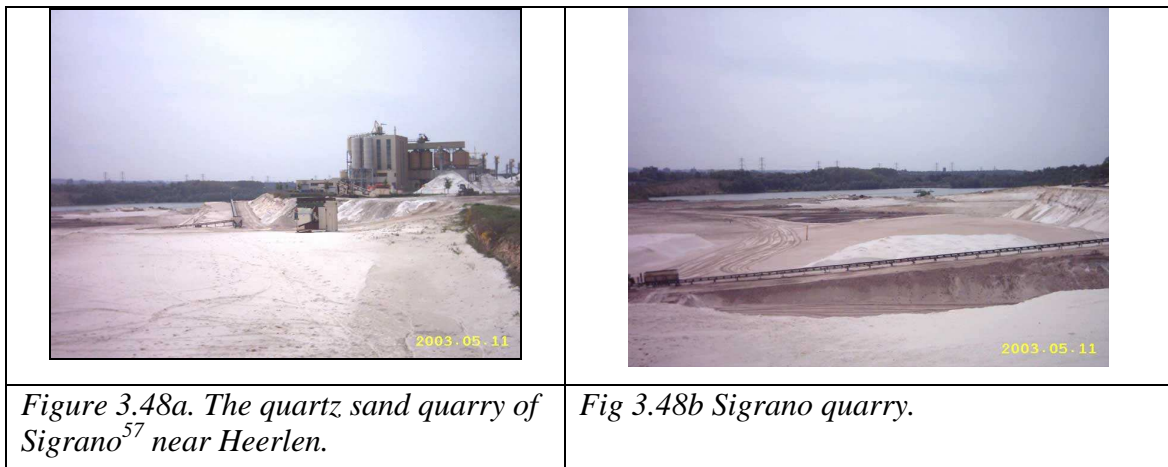 2003.05.11
2003.05.11
Figure 3.48a. The quartz sand quarry of
Sigrano57 near Heerlen.
Fig 3.48b Sigrano quarry.